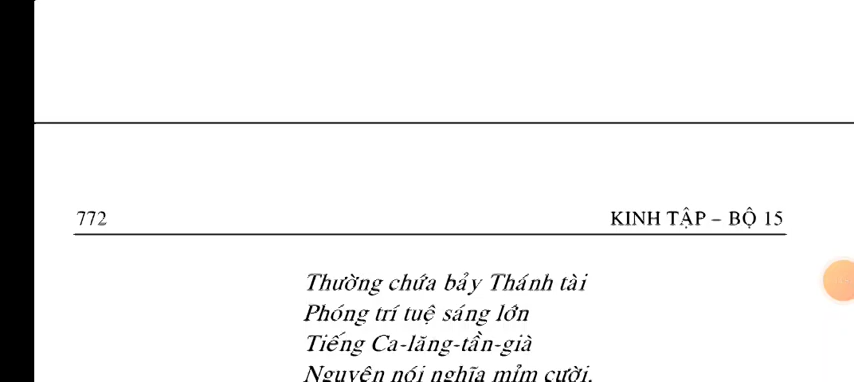 772
KINH TẬP – BỘ 15
Thường chứa bảy Thánh tài
Phóng trí tuệ sáng lớn
Tiếng Ca-lăng-tần-già
Nguyện nói nghĩa mỉm cười.